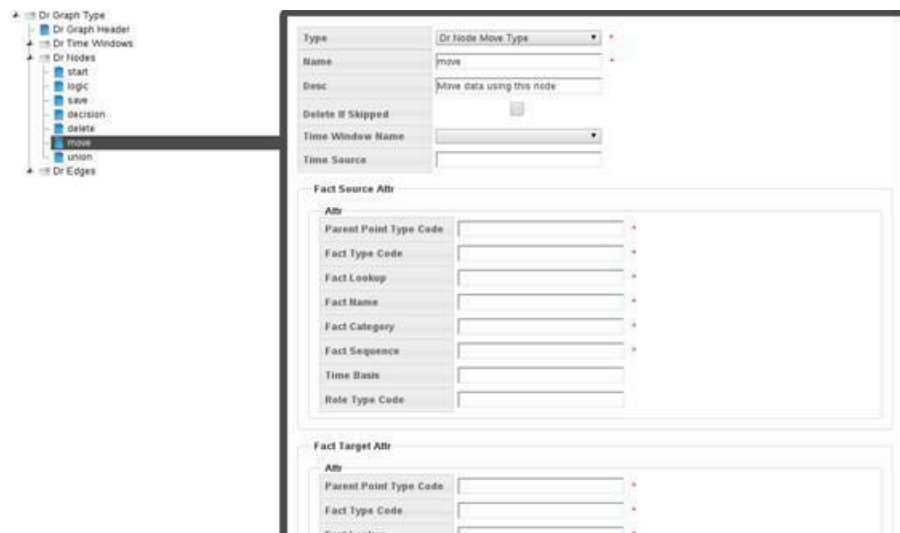 Dr Graph Type
Dr Graph Header
Dr Time Windows
Dr Nodes
start
logic
save
decision
delete
move
union
Dr Edges
Type Dr Node Move Type *
Name move *
Desc Move data using this node
Delete If Skipped
Time Window Name
Time Source
Fact Source Attr
Attr
Parent Point Type Code *
Fact Type Code *
Fact Lookup *
Fact Name *
Fact Category *
Fact Sequence *
Time Basis
Role Type Code
Fact Target Attr
Attr
Parent Point Type Code *
Fact Type Code *
Fact Lookup